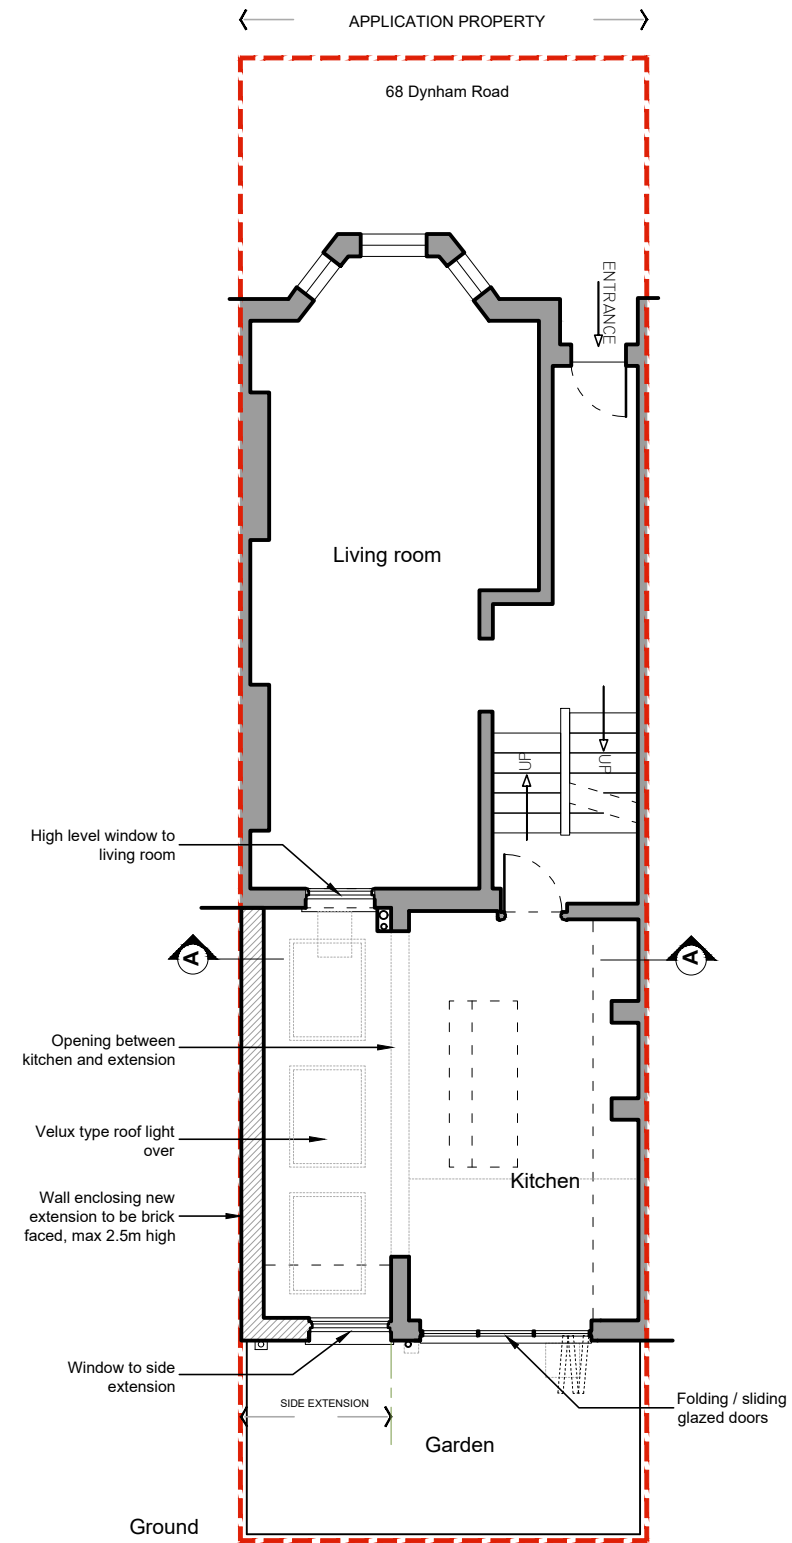 APPLICATION PROPERTY
68 Dynham Road
ENTRANCE
Living room
UP
UP
High level window to
living room
A
A
Opening between
kitchen and extension
Velux type roof light
over
Kitchen
Wall enclosing new
extension to be brick
faced, max 2.5m high
Window to side
extension
SIDE EXTENSION
Folding / sliding
glazed doors
Garden
Ground